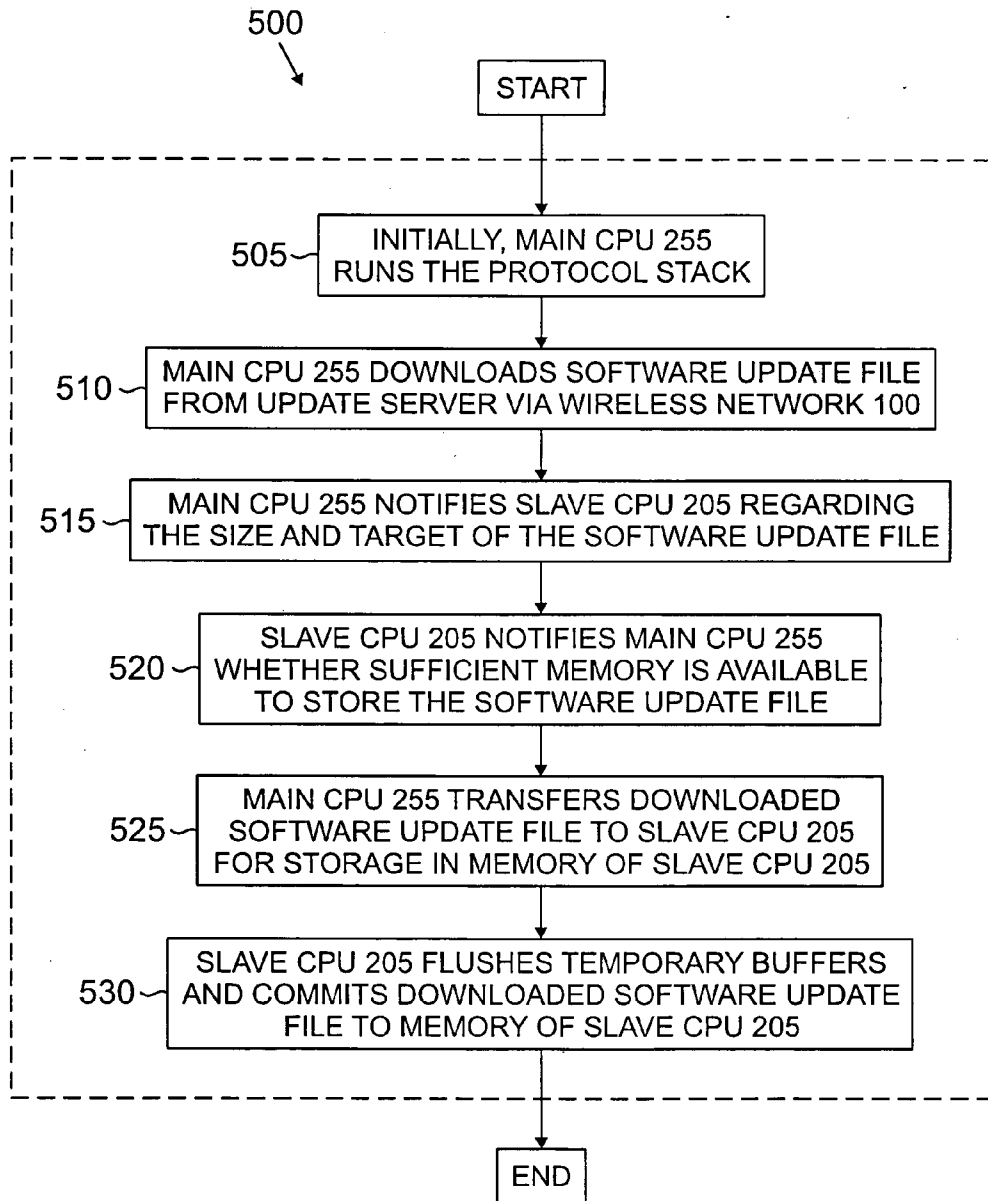 500
START
505
INITIALLY, MAIN CPU 255
RUNS THE PROTOCOL STACK
510
MAIN CPU 255 DOWNLOADS SOFTWARE UPDATE FILE
FROM UPDATE SERVER VIA WIRELESS NETWORK 100
515
MAIN CPU 255 NOTIFIES SLAVE CPU 205 REGARDING
THE SIZE AND TARGET OF THE SOFTWARE UPDATE FILE
520
SLAVE CPU 205 NOTIFIES MAIN CPU 255
WHETHER SUFFICIENT MEMORY IS AVAILABLE
TO STORE THE SOFTWARE UPDATE FILE
525
MAIN CPU 255 TRANSFERS DOWNLOADED
SOFTWARE UPDATE FILE TO SLAVE CPU 205
FOR STORAGE IN MEMORY OF SLAVE CPU 205
530
SLAVE CPU 205 FLUSHES TEMPORARY BUFFERS
AND COMMITS DOWNLOADED SOFTWARE UPDATE
FILE TO MEMORY OF SLAVE CPU 205
END